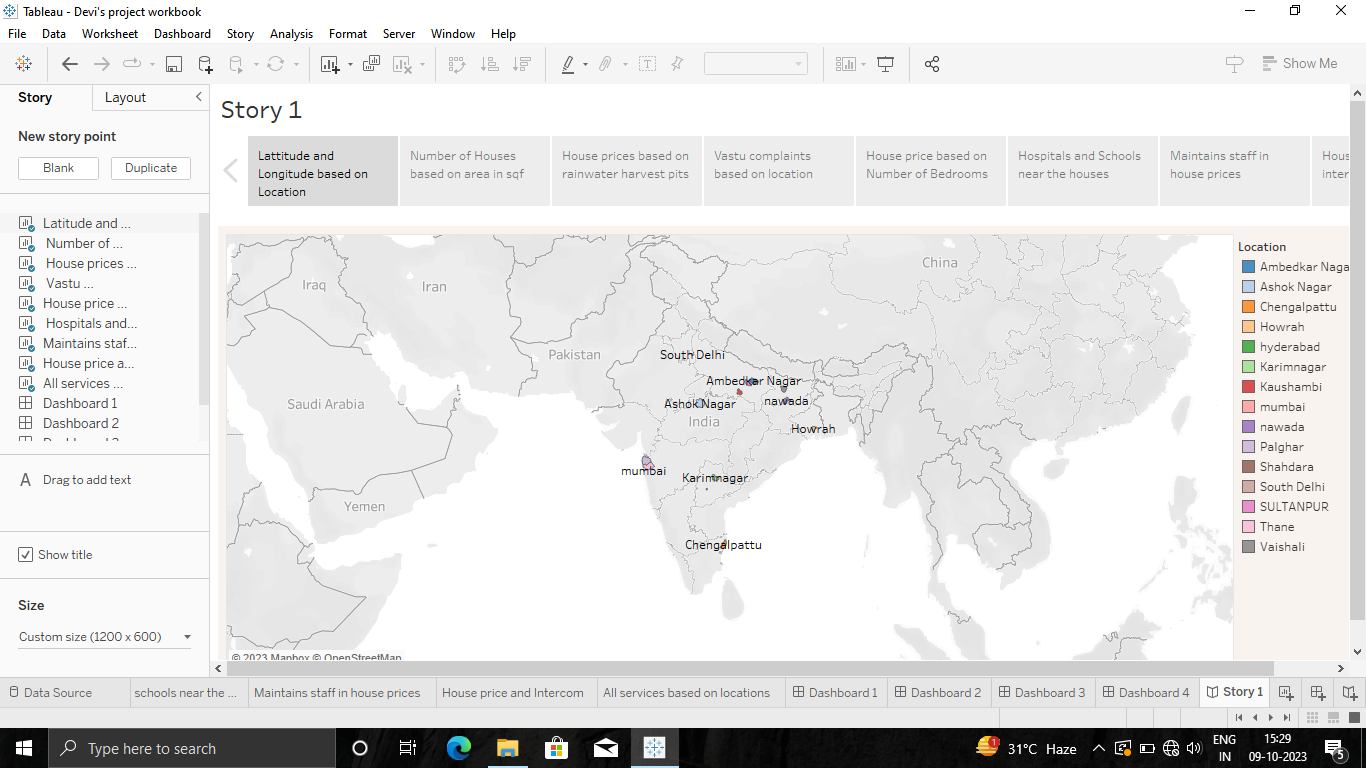 Tableau - Devi's project workbook
File Data Worksheet Dashboard Story Analysis Format Server Window Help
Show Me
Story Layout
New story point
Blank Duplicate
Latitude and ...
Number of ...
House prices ...
Vastu ...
House price ...
Hospitals and...
Maintains staf...
House price a...
All services ...
Dashboard 1
Dashboard 2
A Drag to add text
Show title
Size
Custom size (1200 x 600)
Story 1
Lattitude and
Longitude based on
Location
Number of Houses
based on area in sqf
House prices based on
rainwater harvest pits
Vastu complaints
based on location
House price based on
Number of Bedrooms
Hospitals and Schools
near the houses
Maintains staff in
house prices
Hous
inter
China
Iraq
Iran
Pakistan
South Delhi
Ambedkar Nagar
Saudi Arabia
Ashok Nagar
nawada
India
Howrah
mumbai
Karimnagar
Yemen
Chengalpattu
© 2023 Mapbox © OpenStreetMap
Location
Ambedkar Naga
Ashok Nagar
Chengalpattu
Howrah
hyderabad
Karimnagar
Kaushambi
mumbai
nawada
Palghar
Shahdara
South Delhi
SULTANPUR
Thane
Vaishali
Data Source schools near the ... Maintains staff in house prices House price and Intercom All services based on locations Dashboard 1 Dashboard 2 Dashboard 3 Dashboard 4 Story 1
Type here to search
1
31°C Haze
ENG
IN
15:29
09-10-2023
5